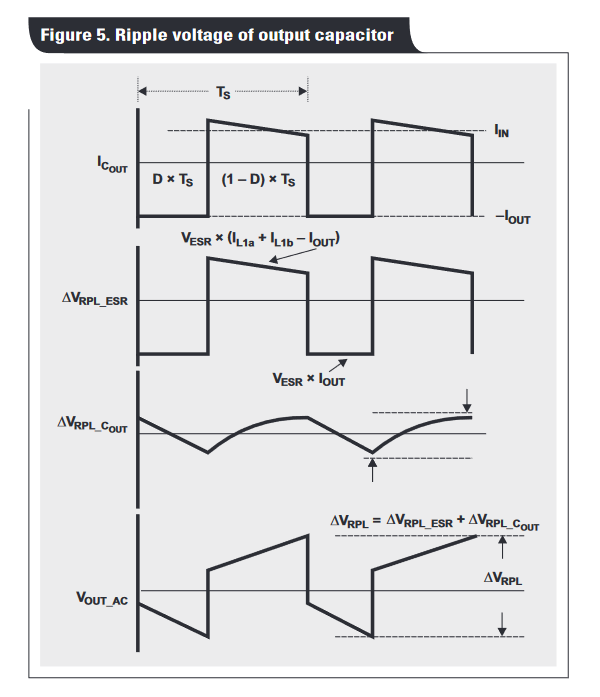 Figure 5. Ripple voltage of output capacitor
TS
IIN
ICOUT
D × TS
(1 – D) × TS
–IOUT
VESR × (IL1a + IL1b – IOUT)
ΔVRPL_ESR
VESR × IOUT
ΔVRPL_COUT
ΔVRPL = ΔVRPL_ESR + ΔVRPL_COUT
ΔVRPL
VOUT_AC